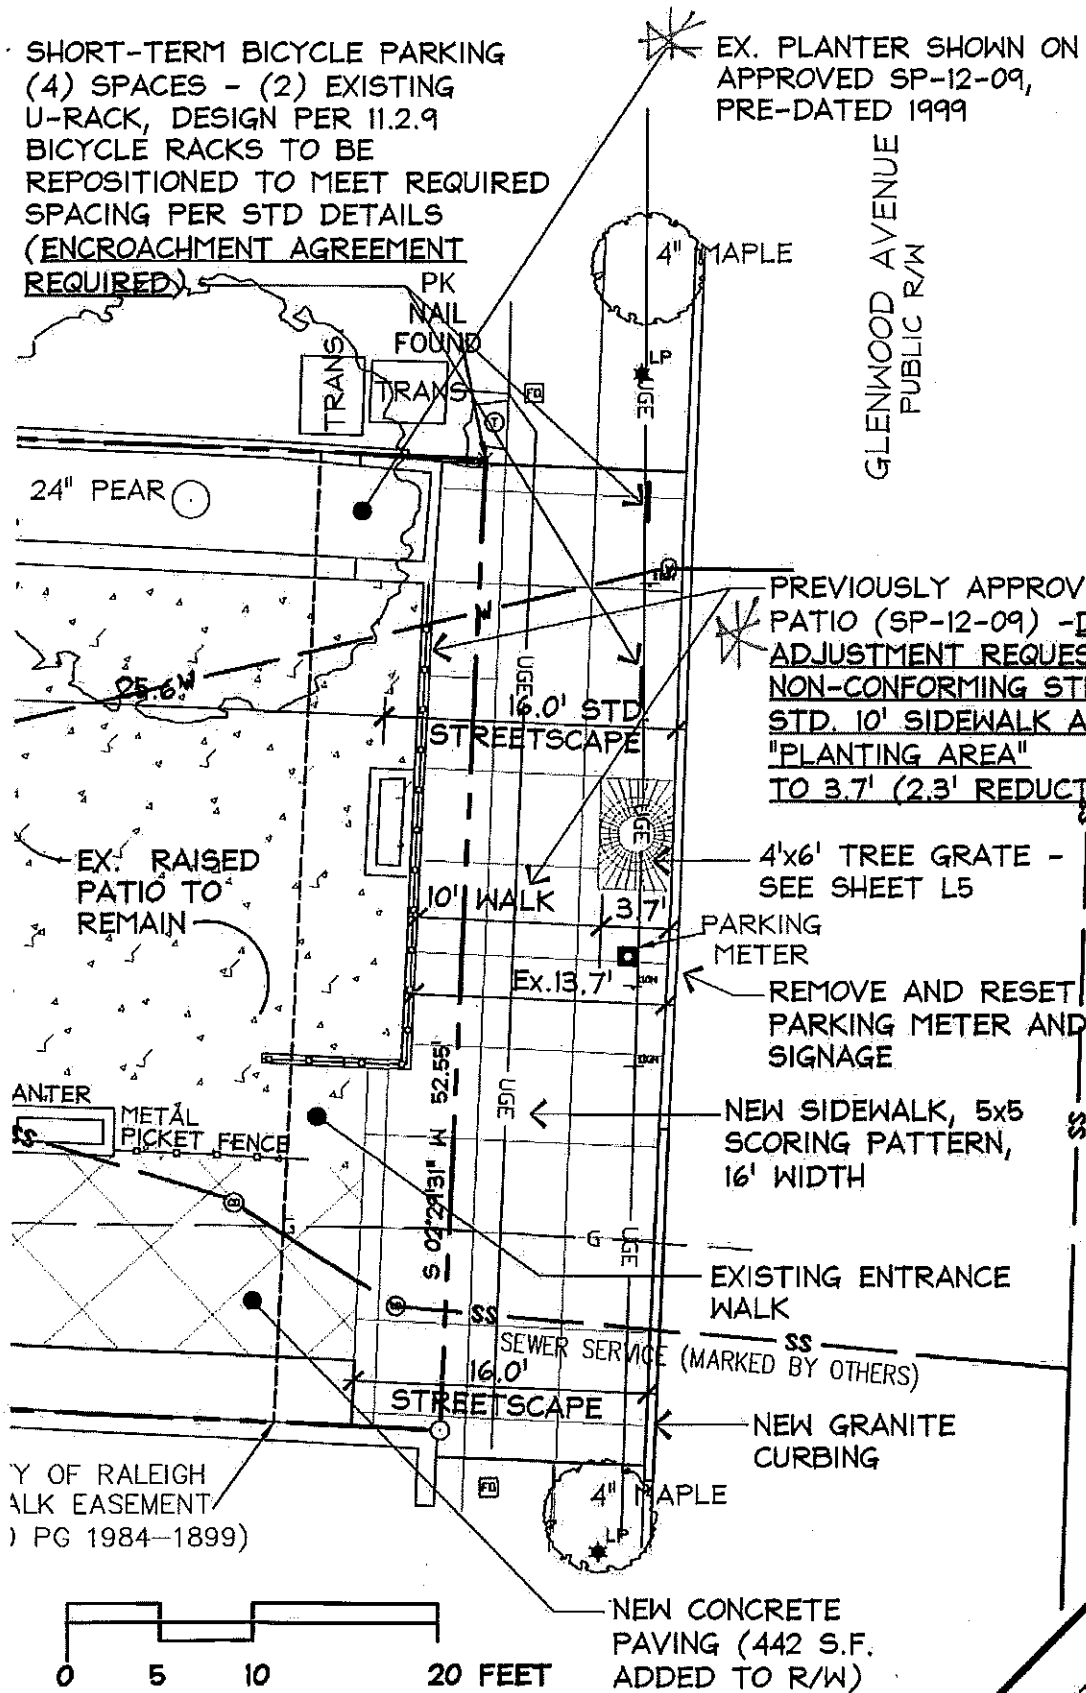 SHORT-TERM BICYCLE PARKING
(4) SPACES - (2) EXISTING
U-RACK, DESIGN PER 11.2.9
BICYCLE RACKS TO BE
REPOSITIONED TO MEET REQUIRED
SPACING PER STD DETAILS
(ENCROACHMENT AGREEMENT
REQUIRED)
EX. PLANTER SHOWN ON
APPROVED SP-12-09,
PRE-DATED 1999
GLENWOOD AVENUE
PUBLIC R/W
4" MAPLE
PK
NAIL
FOUND
TRANS.
TRANS
FO
T
LP
UGE
24" PEAR
W
25.6'
W
UGE
16.0' STD
STREETSCAPE
PREVIOUSLY APPROV
PATIO (SP-12-09) -D
ADJUSTMENT REQUES
NON-CONFORMING ST
STD. 10' SIDEWALK A
"PLANTING AREA"
TO 3.7' (2.3' REDUCT
UGE
4'x6' TREE GRATE -
SEE SHEET L5
EX. RAISED
PATIO TO
REMAIN
10' WALK
3.7'
PARKING
METER
Ex.13.7'
REMOVE AND RESET
PARKING METER AND
SIGNAGE
S 02°29'31" W 52.55'
UGE
NEW SIDEWALK, 5x5
SCORING PATTERN,
16' WIDTH
SS
ANTER
METAL
PICKET FENCE
SS
G
G
UGE
EXISTING ENTRANCE
WALK
SS
SS
SEWER SERVICE (MARKED BY OTHERS)
16.0'
STREETSCAPE
NEW GRANITE
CURBING
Y OF RALEIGH
ALK EASEMENT
) PG 1984-1899)
FO
4" MAPLE
LP
NEW CONCRETE
PAVING (442 S.F.
ADDED TO R/W)
0 5 10 20 FEET